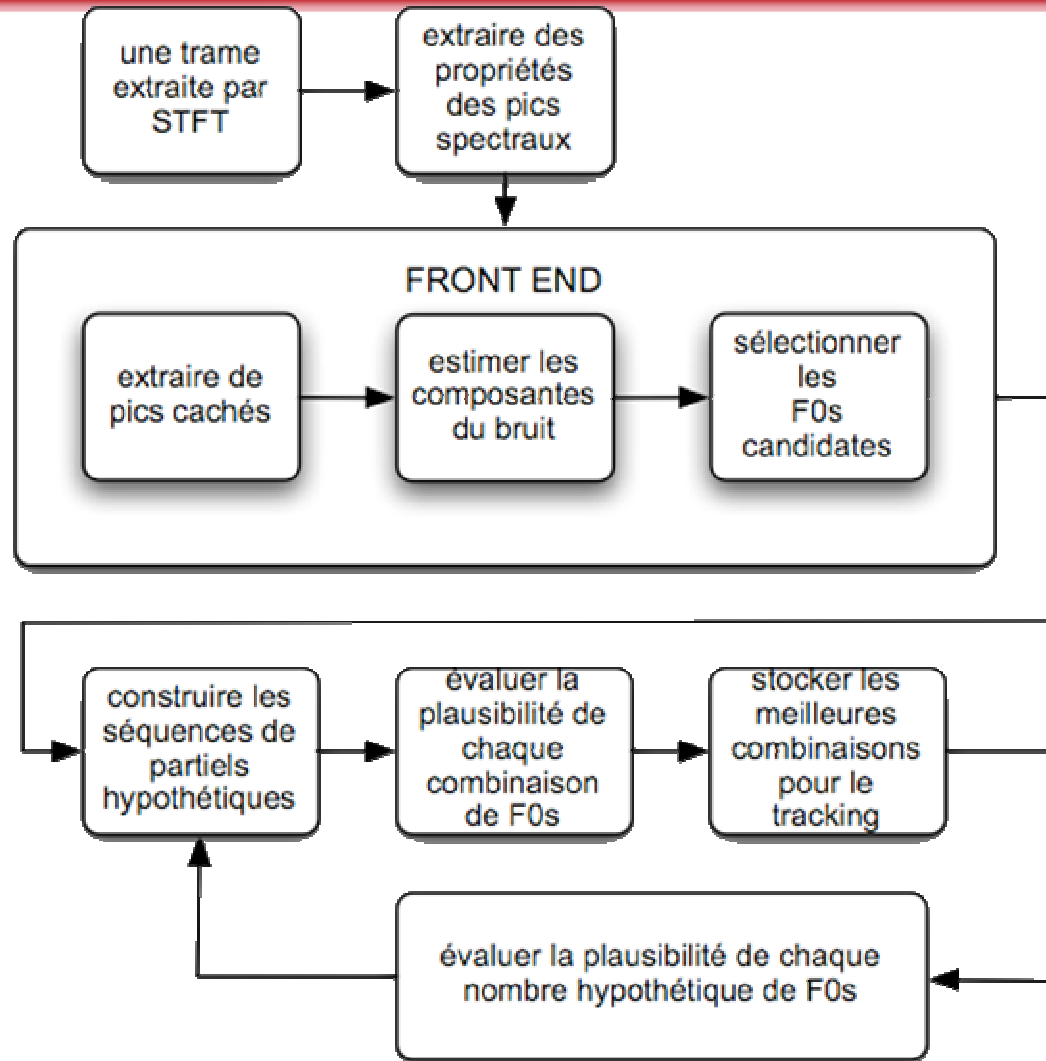 une trame
extraite par
STFT
extraire des
propriétés
des pics
spectraux
FRONT END
extraire de
pics cachés
estimer les
composantes
du bruit
sélectionner
les
F0s
candidates
construire les
séquences de
partiels
hypothétiques
évaluer la
plausibilité de
chaque
combinaison
de F0s
stocker les
meilleures
combinaisons
pour le
tracking
évaluer la plausibilité de chaque
nombre hypothétique de F0s